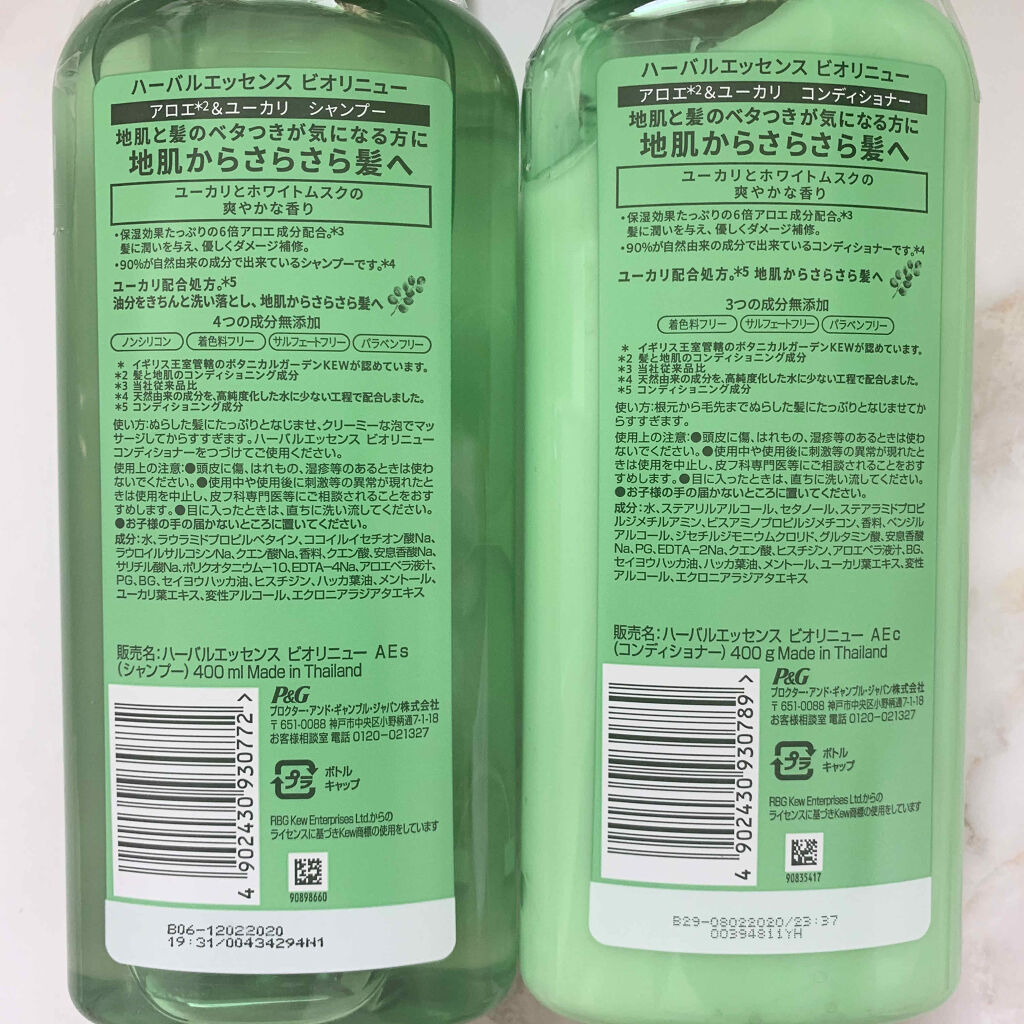 ハーバルエッセンス ビオリニュー
アロエ*2&ユーカリ シャンプー
地肌と髪のベタつきが気になる方に
地肌からさらさら髪へ
ユーカリとホワイトムスクの
爽やかな香り
・保湿効果たっぷりの6倍アロエ成分配合。*3
髪に潤いを与え、優しくダメージ補修。
・90%が自然由来の成分で出来ているシャンプーです。*4
ユーカリ配合処方。*5
油分をきちんと洗い落とし、地肌からさらさら髪へ
4つの成分無添加
ノンシリコン 着色料フリー サルフェートフリー パラベンフリー
* イギリス王室管轄のボタニカルガーデンKEWが認めています。
*2 髪と地肌のコンディショニング成分
*3 当社従来品比
*4 天然由来の成分を、高純度化した水に少ない工程で配合しました。
*5 コンディショニング成分
使い方:ぬらした髪にたっぷりとなじませ、クリーミーな泡でマッ
サージしてからすすぎます。ハーバルエッセンス ビオリニュー
コンディショナーをつづけてご使用ください。
使用上の注意:●頭皮に傷、はれもの、湿疹等のあるときは使わ
ないでください。●使用中や使用後に刺激等の異常が現れたと
きは使用を中止し、皮フ科専門医等にご相談されることをおす
すめします。●目に入ったときは、直ちに洗い流してください。
●お子様の手の届かないところに置いてください。
成分:水、ラウラミドプロピルベタイン、ココイルイセチオン酸Na、
ラウロイルサルコシンNa、クエン酸Na、香料、クエン酸、安息香酸Na、
サリチル酸Na、ポリクオタニウム-10、EDTA-4Na、アロエベラ液汁、
PG、BG、セイヨウハッカ油、ヒスチジン、ハッカ葉油、メントール、
ユーカリ葉エキス、変性アルコール、エクロニアラジアタエキス
販売名:ハーバルエッセンス ビオリニュー AEs
(シャンプー) 400 ml Made in Thailand
P&G
プロクター・アンド・ギャンブル・ジャパン株式会社
〒651-0088 神戸市中央区小野柄通7-1-18
お客様相談室 電話 0120-021327
プラ
ボトル
キャップ
RBG Kew Enterprises Ltd.からの
ライセンスに基づきKew商標の使用をしています
4 902430 930772 >
90898660
B06-12022020
19:31/00434294N1
ハーバルエッセンス ビオリニュー
アロエ*2&ユーカリ コンディショナー
地肌と髪のベタつきが気になる方に
地肌からさらさら髪へ
ユーカリとホワイトムスクの
爽やかな香り
・保湿効果たっぷりの6倍アロエ成分配合。*3
髪に潤いを与え、優しくダメージ補修。
・90%が自然由来の成分で出来ているコンディショナーです。*4
ユーカリ配合処方。*5 地肌からさらさら髪へ
3つの成分無添加
着色料フリー サルフェートフリー パラベンフリー
* イギリス王室管轄のボタニカルガーデンKEWが認めています。
*2 髪と地肌のコンディショニング成分
*3 当社従来品比
*4 天然由来の成分を、高純度化した水に少ない工程で配合しました。
*5 コンディショニング成分
使い方:根元から毛先までぬらした髪にたっぷりとなじませてか
らすすぎます。
使用上の注意:●頭皮に傷、はれもの、湿疹等のあるときは使わ
ないでください。●使用中や使用後に刺激等の異常が現れたと
きは使用を中止し、皮フ科専門医等にご相談されることをおす
すめします。●目に入ったときは、直ちに洗い流してください。
●お子様の手の届かないところに置いてください。
成分:水、ステアリルアルコール、セタノール、ステアラミドプロピ
ルジメチルアミン、ビスアミノプロピルジメチコン、香料、ベンジル
アルコール、ジセチルジモニウムクロリド、グルタミン酸、安息香酸
Na、PG、EDTA-2Na、クエン酸、ヒスチジン、アロエベラ液汁、BG、
セイヨウハッカ油、ハッカ葉油、メントール、ユーカリ葉エキス、変性
アルコール、エクロニアラジアタエキス
販売名:ハーバルエッセンス ビオリニュー AEc
(コンディショナー) 400 g Made in Thailand
P&G
プロクター・アンド・ギャンブル・ジャパン株式会社
〒651-0088 神戸市中央区小野柄通7-1-18
お客様相談室 電話 0120-021327
プラ
ボトル
キャップ
RBG Kew Enterprises Ltd.からの
ライセンスに基づきKew商標の使用をしています
4 902430 930789 >
90835417
B29-08022020/23:37
00394811YH